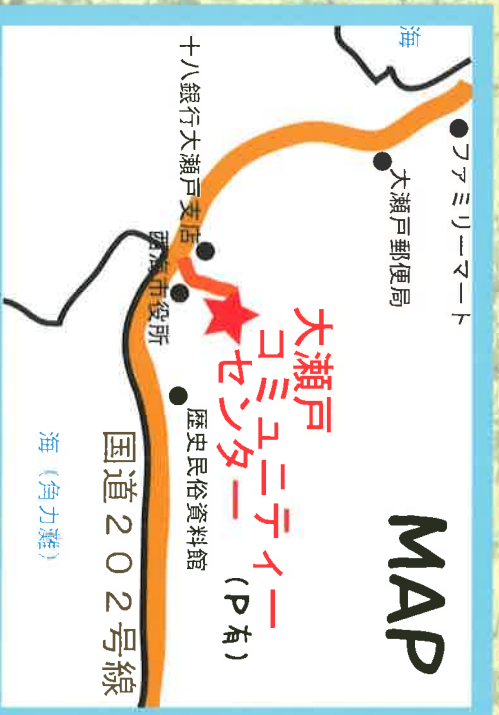 MAP
海
ファミリーマート
大瀬戸郵便局
十八銀行大瀬戸支店
西海市役所
大瀬戸
コミュニティー
センター
(P有)
歴史民俗資料館
国道202号線
海(角力灘)